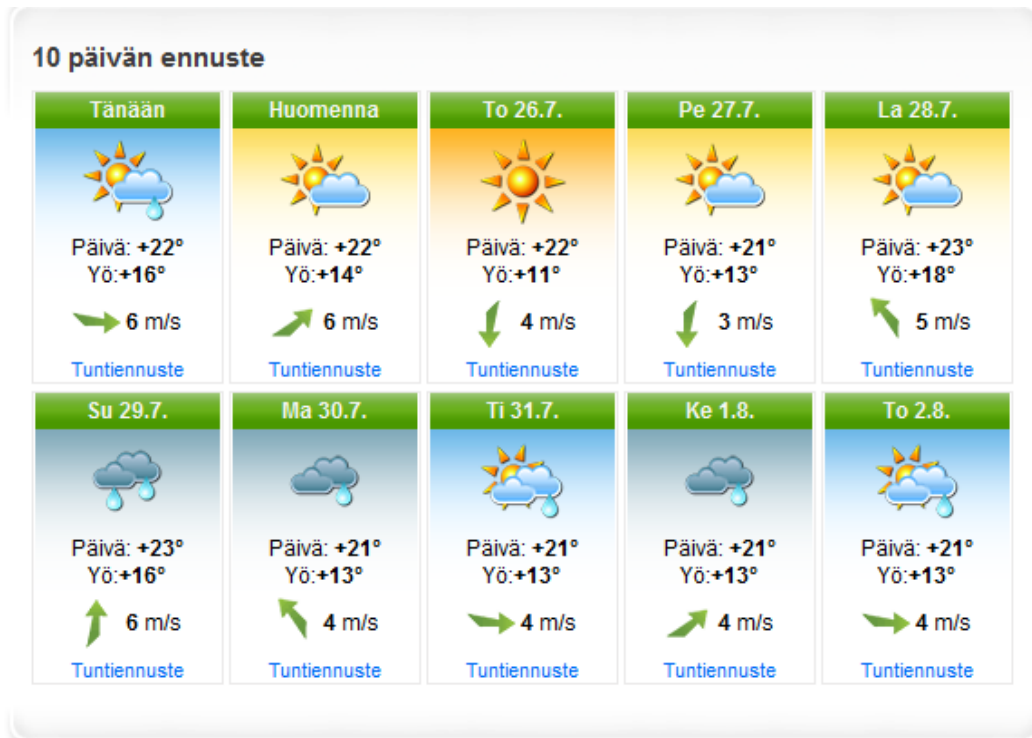 10 päivän ennuste
Tänään
Päivä: +22°
Yö:+16°
6 m/s
Tuntiennuste
Huomenna
Päivä: +22°
Yö:+14°
6 m/s
Tuntiennuste
To 26.7.
Päivä: +22°
Yö:+11°
4 m/s
Tuntiennuste
Pe 27.7.
Päivä: +21°
Yö:+13°
3 m/s
Tuntiennuste
La 28.7.
Päivä: +23°
Yö:+18°
5 m/s
Tuntiennuste
Su 29.7.
Päivä: +23°
Yö:+16°
6 m/s
Tuntiennuste
Ma 30.7.
Päivä: +21°
Yö:+13°
4 m/s
Tuntiennuste
Ti 31.7.
Päivä: +21°
Yö:+13°
4 m/s
Tuntiennuste
Ke 1.8.
Päivä: +21°
Yö:+13°
4 m/s
Tuntiennuste
To 2.8.
Päivä: +21°
Yö:+13°
4 m/s
Tuntiennuste